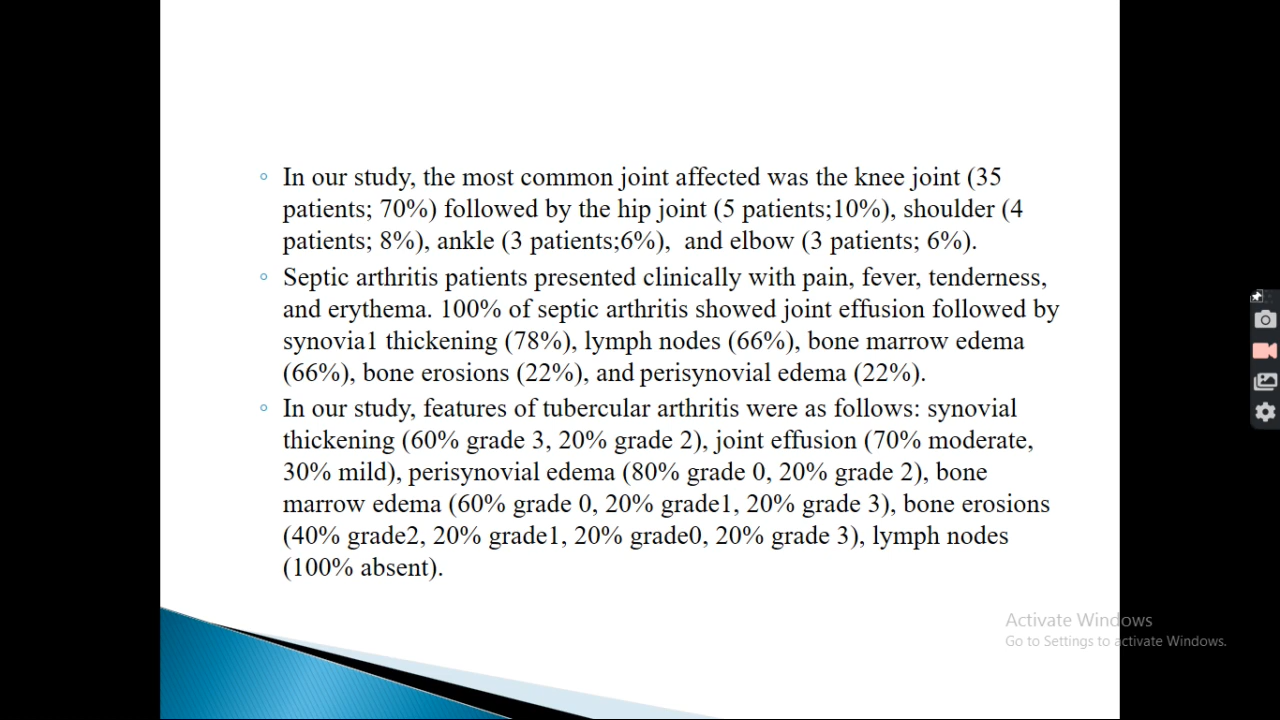 In our study, the most common joint affected was the knee joint (35
patients; 70%) followed by the hip joint (5 patients;10%), shoulder (4
patients; 8%), ankle (3 patients;6%),  and elbow (3 patients; 6%).
Septic arthritis patients presented clinically with pain, fever, tenderness,
and erythema. 100% of septic arthritis showed joint effusion followed by
synovia1 thickening (78%), lymph nodes (66%), bone marrow edema
(66%), bone erosions (22%), and perisynovial edema (22%).
In our study, features of tubercular arthritis were as follows: synovial
thickening (60% grade 3, 20% grade 2), joint effusion (70% moderate,
30% mild), perisynovial edema (80% grade 0, 20% grade 2), bone
marrow edema (60% grade 0, 20% grade1, 20% grade 3), bone erosions
(40% grade2, 20% grade1, 20% grade0, 20% grade 3), lymph nodes
(100% absent).
Activate Windows
Go to Settings to activate Windows.